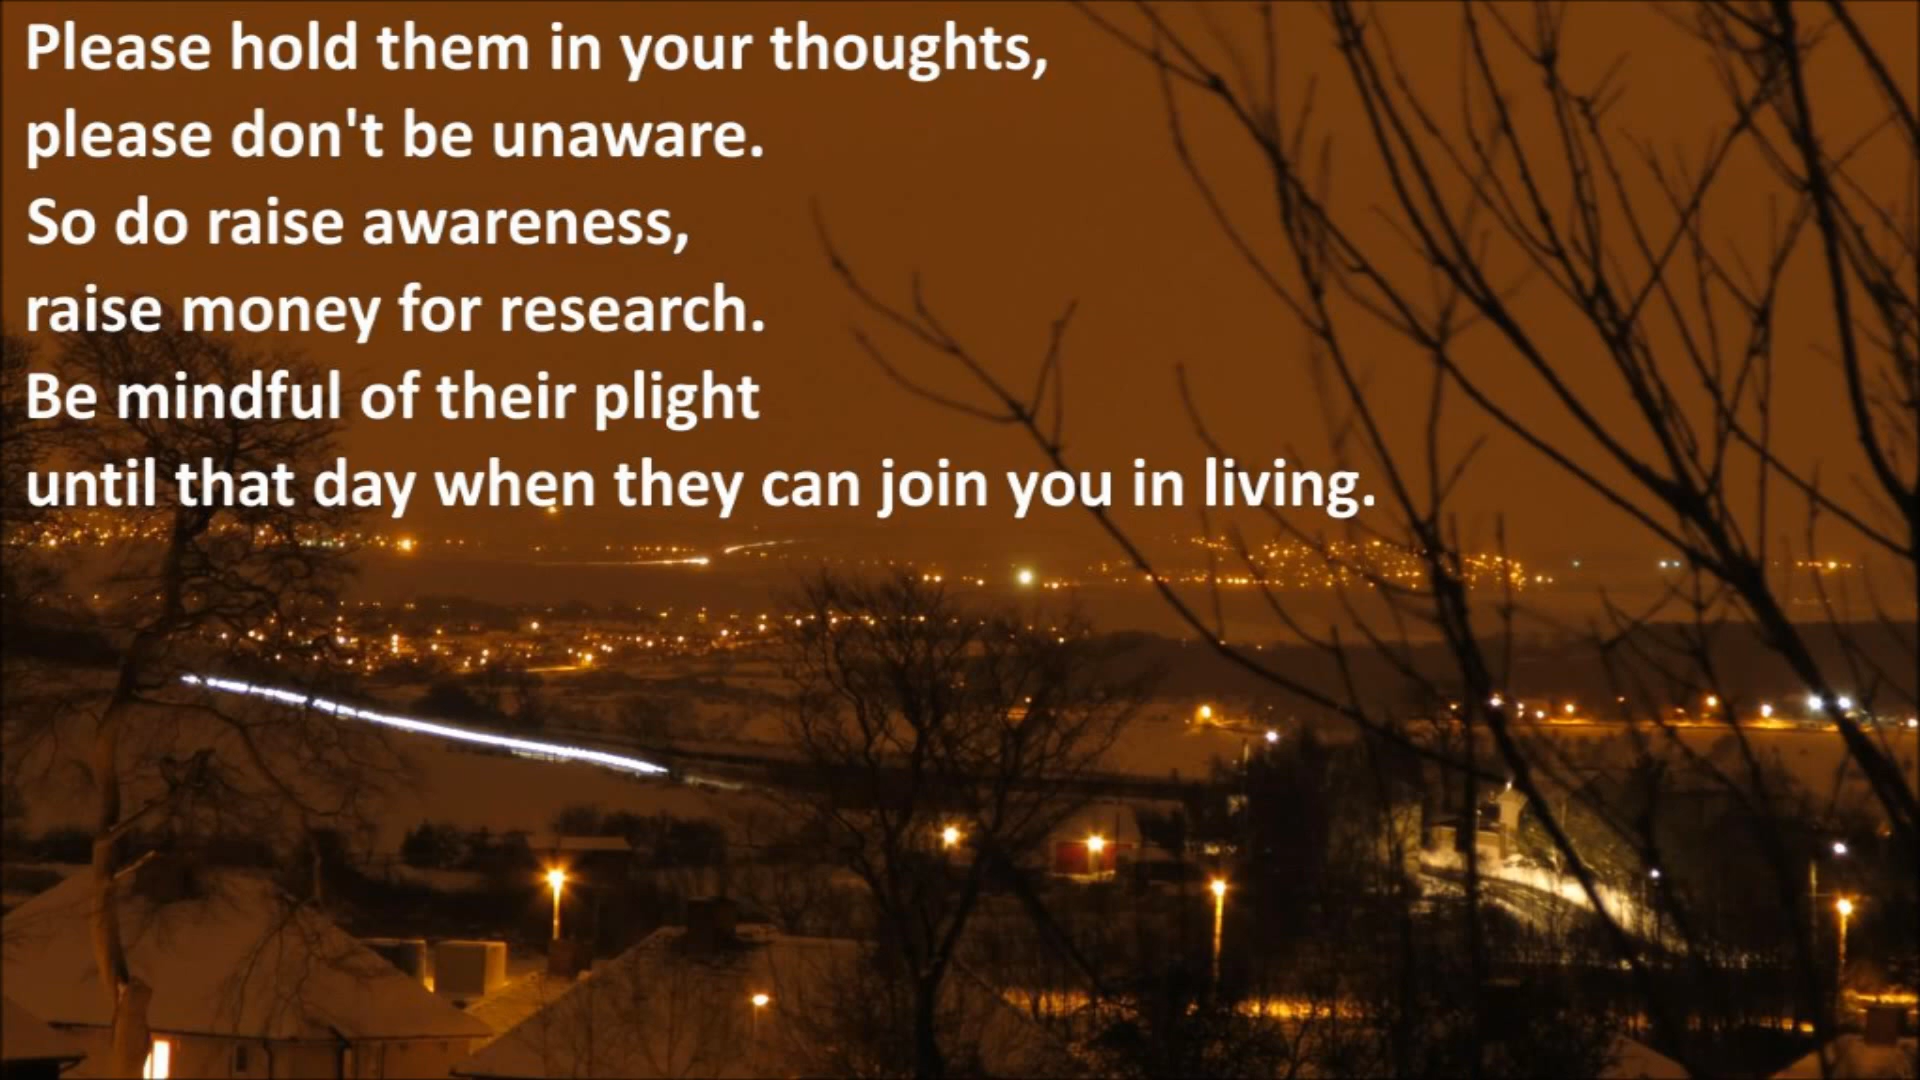 Please hold them in your thoughts,
please don't be unaware.
So do raise awareness,
raise money for research.
Be mindful of their plight
until that day when they can join you in living.